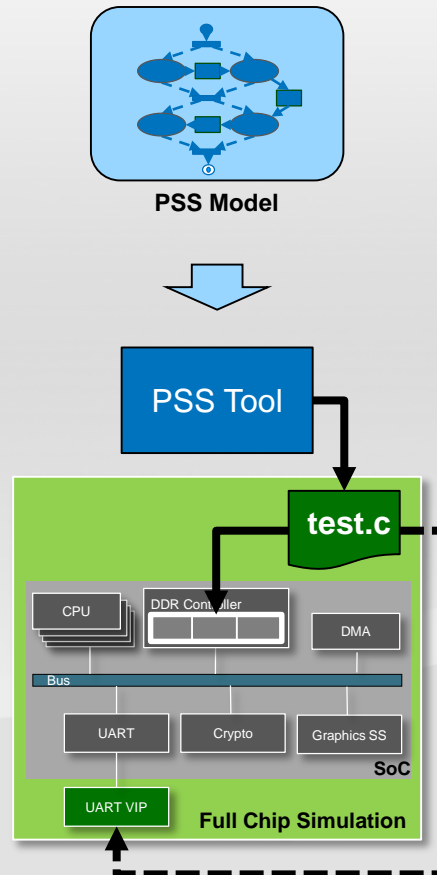 PSS Model
PSS Tool
test.c
CPU
DDR Controller
DMA
Bus
UART
Crypto
Graphics SS
SoC
UART VIP
Full Chip Simulation